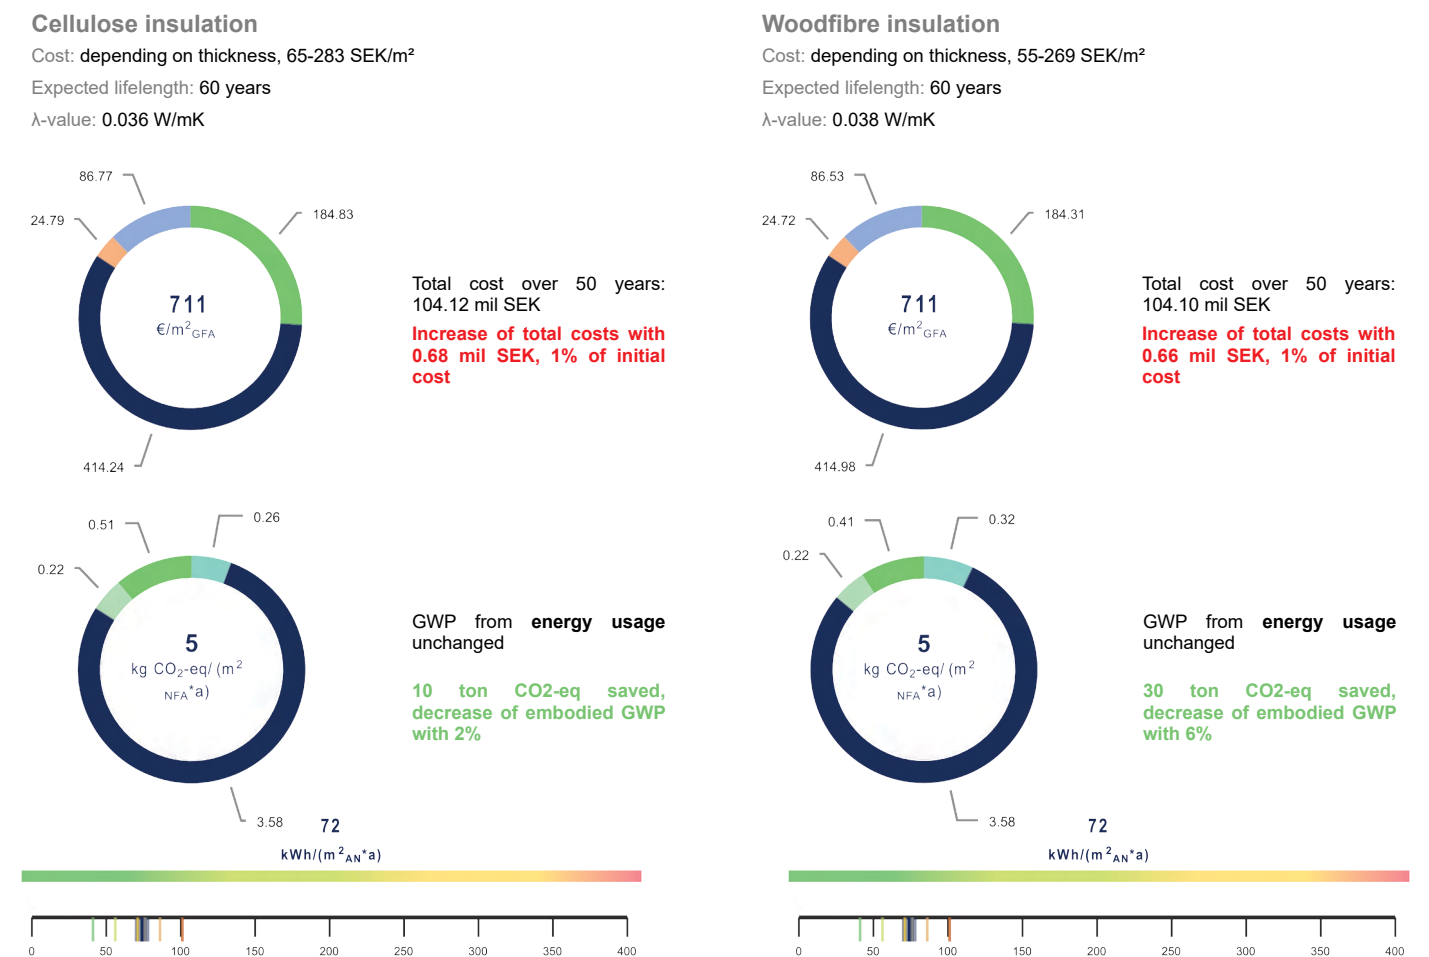 Cellulose insulation
Cost: depending on thickness, 65-283 SEK/m²
Expected lifelength: 60 years
λ-value: 0.036 W/mK
86.77
24.79
184.83
711
€/m²GFA
414.24
Total cost over 50 years:
104.12 mil SEK
Increase of total costs with
0.68 mil SEK, 1% of initial
cost
0.51
0.26
0.22
5
kg CO₂-eq/ (m²
NFA*a)
3.58
GWP from energy usage
unchanged
10 ton CO2-eq saved,
decrease of embodied GWP
with 2%
72
kWh/(m²AN*a)
0 50 100 150 200 250 300 350 400
Woodfibre insulation
Cost: depending on thickness, 55-269 SEK/m²
Expected lifelength: 60 years
λ-value: 0.038 W/mK
86.53
24.72
184.31
711
€/m²GFA
414.98
Total cost over 50 years:
104.10 mil SEK
Increase of total costs with
0.66 mil SEK, 1% of initial
cost
0.41
0.32
0.22
5
kg CO₂-eq/ (m²
NFA*a)
3.58
GWP from energy usage
unchanged
30 ton CO2-eq saved,
decrease of embodied GWP
with 6%
72
kWh/(m²AN*a)
0 50 100 150 200 250 300 350 400